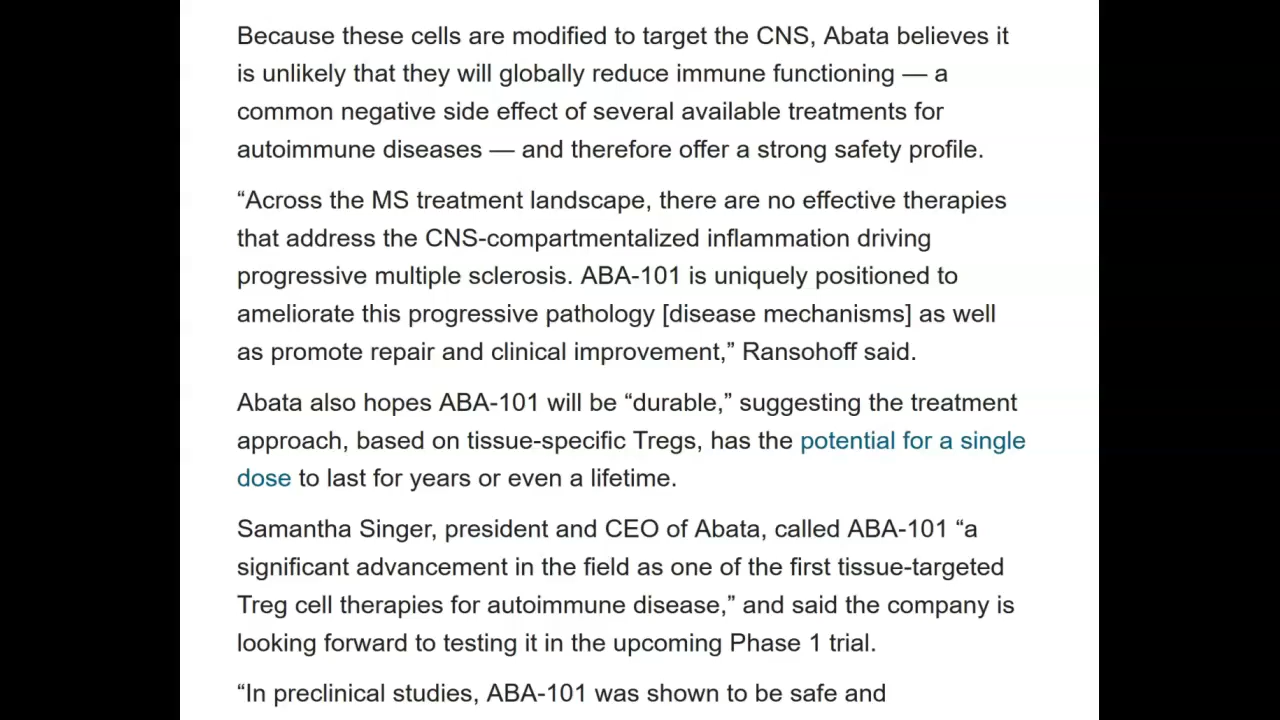 Because these cells are modified to target the CNS, Abata believes it
is unlikely that they will globally reduce immune functioning — a
common negative side effect of several available treatments for
autoimmune diseases — and therefore offer a strong safety profile.
“Across the MS treatment landscape, there are no effective therapies
that address the CNS-compartmentalized inflammation driving
progressive multiple sclerosis. ABA-101 is uniquely positioned to
ameliorate this progressive pathology [disease mechanisms] as well
as promote repair and clinical improvement,” Ransohoff said.
Abata also hopes ABA-101 will be “durable,” suggesting the treatment
approach, based on tissue-specific Tregs, has the potential for a single
dose to last for years or even a lifetime.
Samantha Singer, president and CEO of Abata, called ABA-101 “a
significant advancement in the field as one of the first tissue-targeted
Treg cell therapies for autoimmune disease,” and said the company is
looking forward to testing it in the upcoming Phase 1 trial.
“In preclinical studies, ABA-101 was shown to be safe and